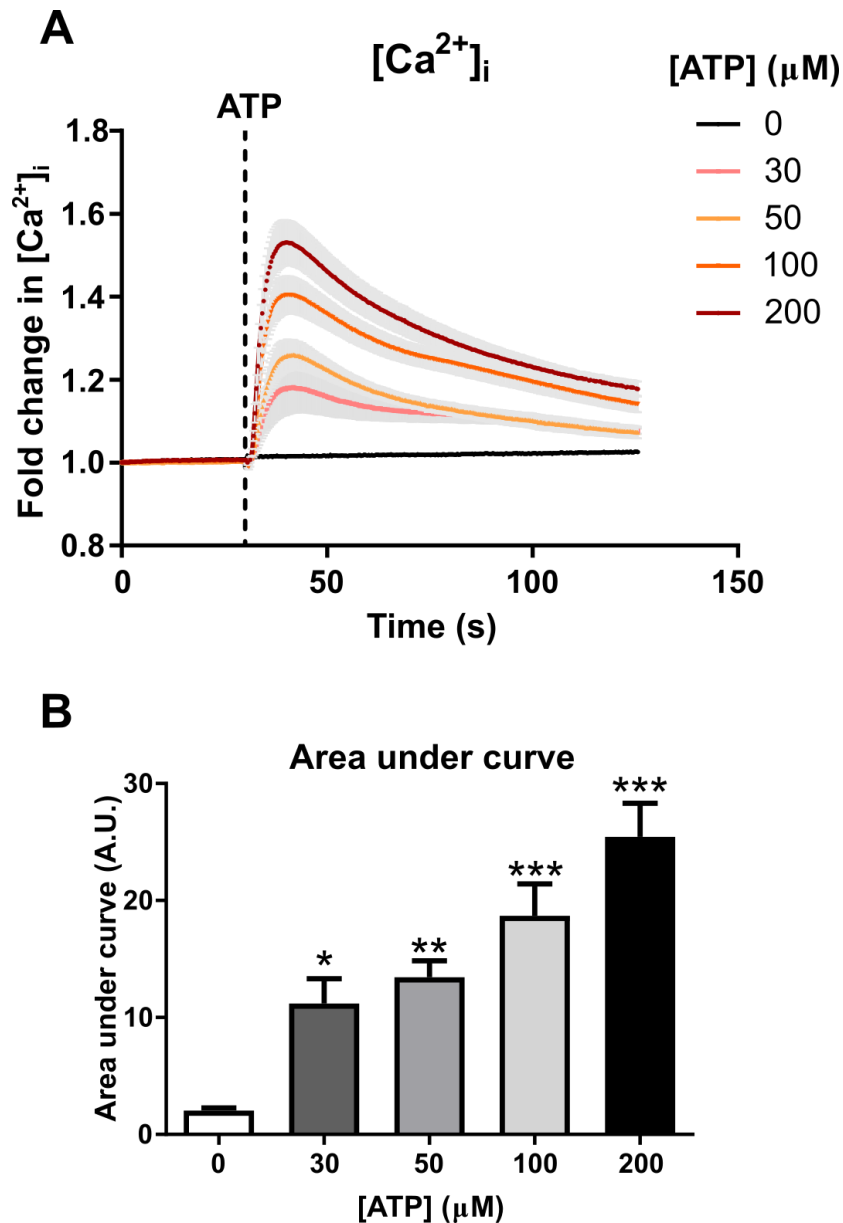 A
[Ca²⁺]ᵢ
[ATP] (µM)
0
30
50
100
200
ATP
Fold change in [Ca²⁺]ᵢ
1.8
1.6
1.4
1.2
1.0
0.8
0 50 100 150
Time (s)
B
Area under curve
Area under curve (A.U.)
30
20
10
0
* ** *** ***
0 30 50 100 200
[ATP] (µM)